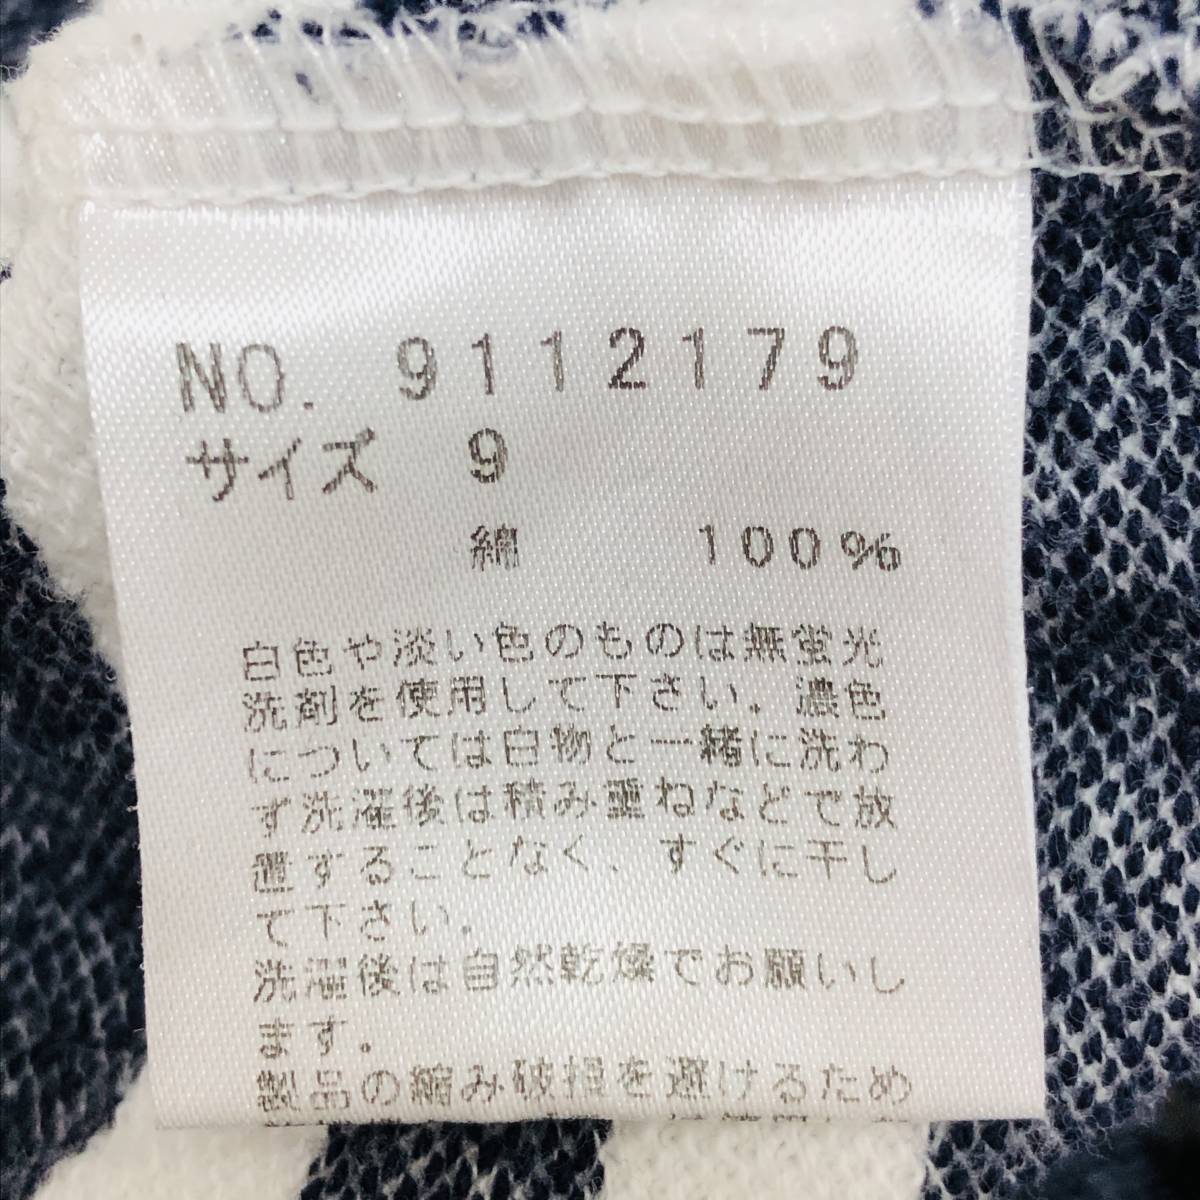 NO. 9112179
サイズ 9
綿 100%
白色や淡い色のものは無蛍光
洗剤を使用して下さい。濃色
については白物と一緒に洗わ
ず洗濯後は積み重ねなどで放
置することなく、すぐに干し
て下さい。
洗濯後は自然乾燥でお願いし
ます。
製品の縮み破損を避けるため